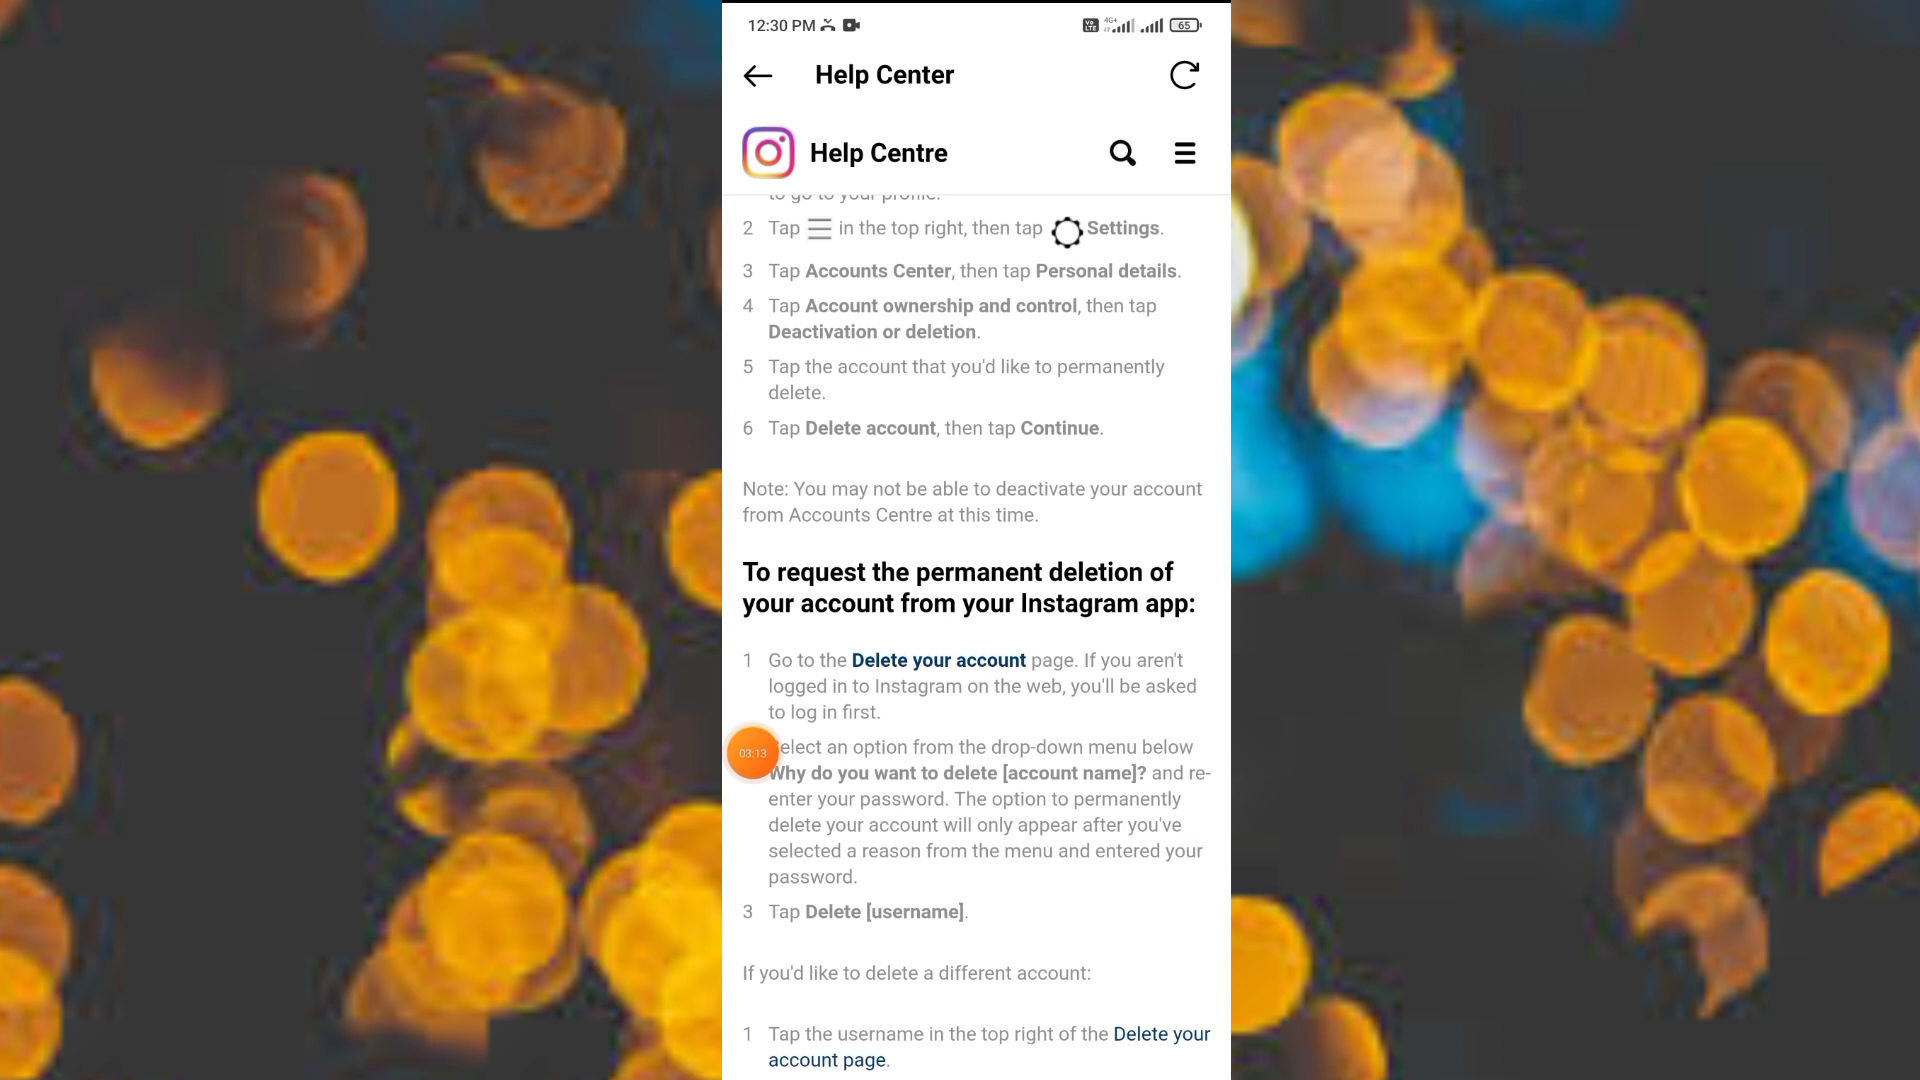 12:30 PM
Vo LTE 4G+ 65
Help Center
Help Centre
to go to your profile.
2 Tap in the top right, then tap Settings.
3 Tap Accounts Center, then tap Personal details.
4 Tap Account ownership and control, then tap
Deactivation or deletion.
5 Tap the account that you'd like to permanently
delete.
6 Tap Delete account, then tap Continue.
Note: You may not be able to deactivate your account
from Accounts Centre at this time.
To request the permanent deletion of
your account from your Instagram app:
1 Go to the Delete your account page. If you aren't
logged in to Instagram on the web, you'll be asked
to log in first.
03:13
Select an option from the drop-down menu below
Why do you want to delete [account name]? and re-
enter your password. The option to permanently
delete your account will only appear after you've
selected a reason from the menu and entered your
password.
3 Tap Delete [username].
If you'd like to delete a different account:
1 Tap the username in the top right of the Delete your
account page.